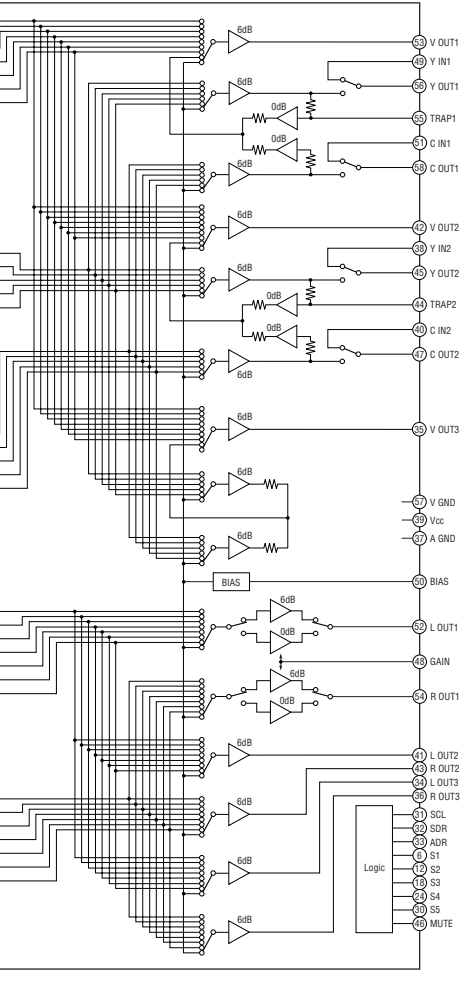 6dB
53 V OUT1
49 Y IN1
6dB
56 Y OUT1
0dB
55 TRAP1
0dB
51 C IN1
6dB
58 C OUT1
6dB
42 V OUT2
38 Y IN2
6dB
45 Y OUT2
0dB
44 TRAP2
0dB
40 C IN2
47 C OUT2
6dB
6dB
35 V OUT3
6dB
57 V GND
39 Vcc
6dB
37 A GND
BIAS
50 BIAS
6dB
52 L OUT1
0dB
48 GAIN
6dB
54 R OUT1
0dB
6dB
41 L OUT2
43 R OUT2
34 L OUT3
36 R OUT3
6dB
31 SCL
32 SDR
33 ADR
6 S1
6dB
Logic
12 S2
18 S3
24 S4
30 S5
6dB
46 MUTE